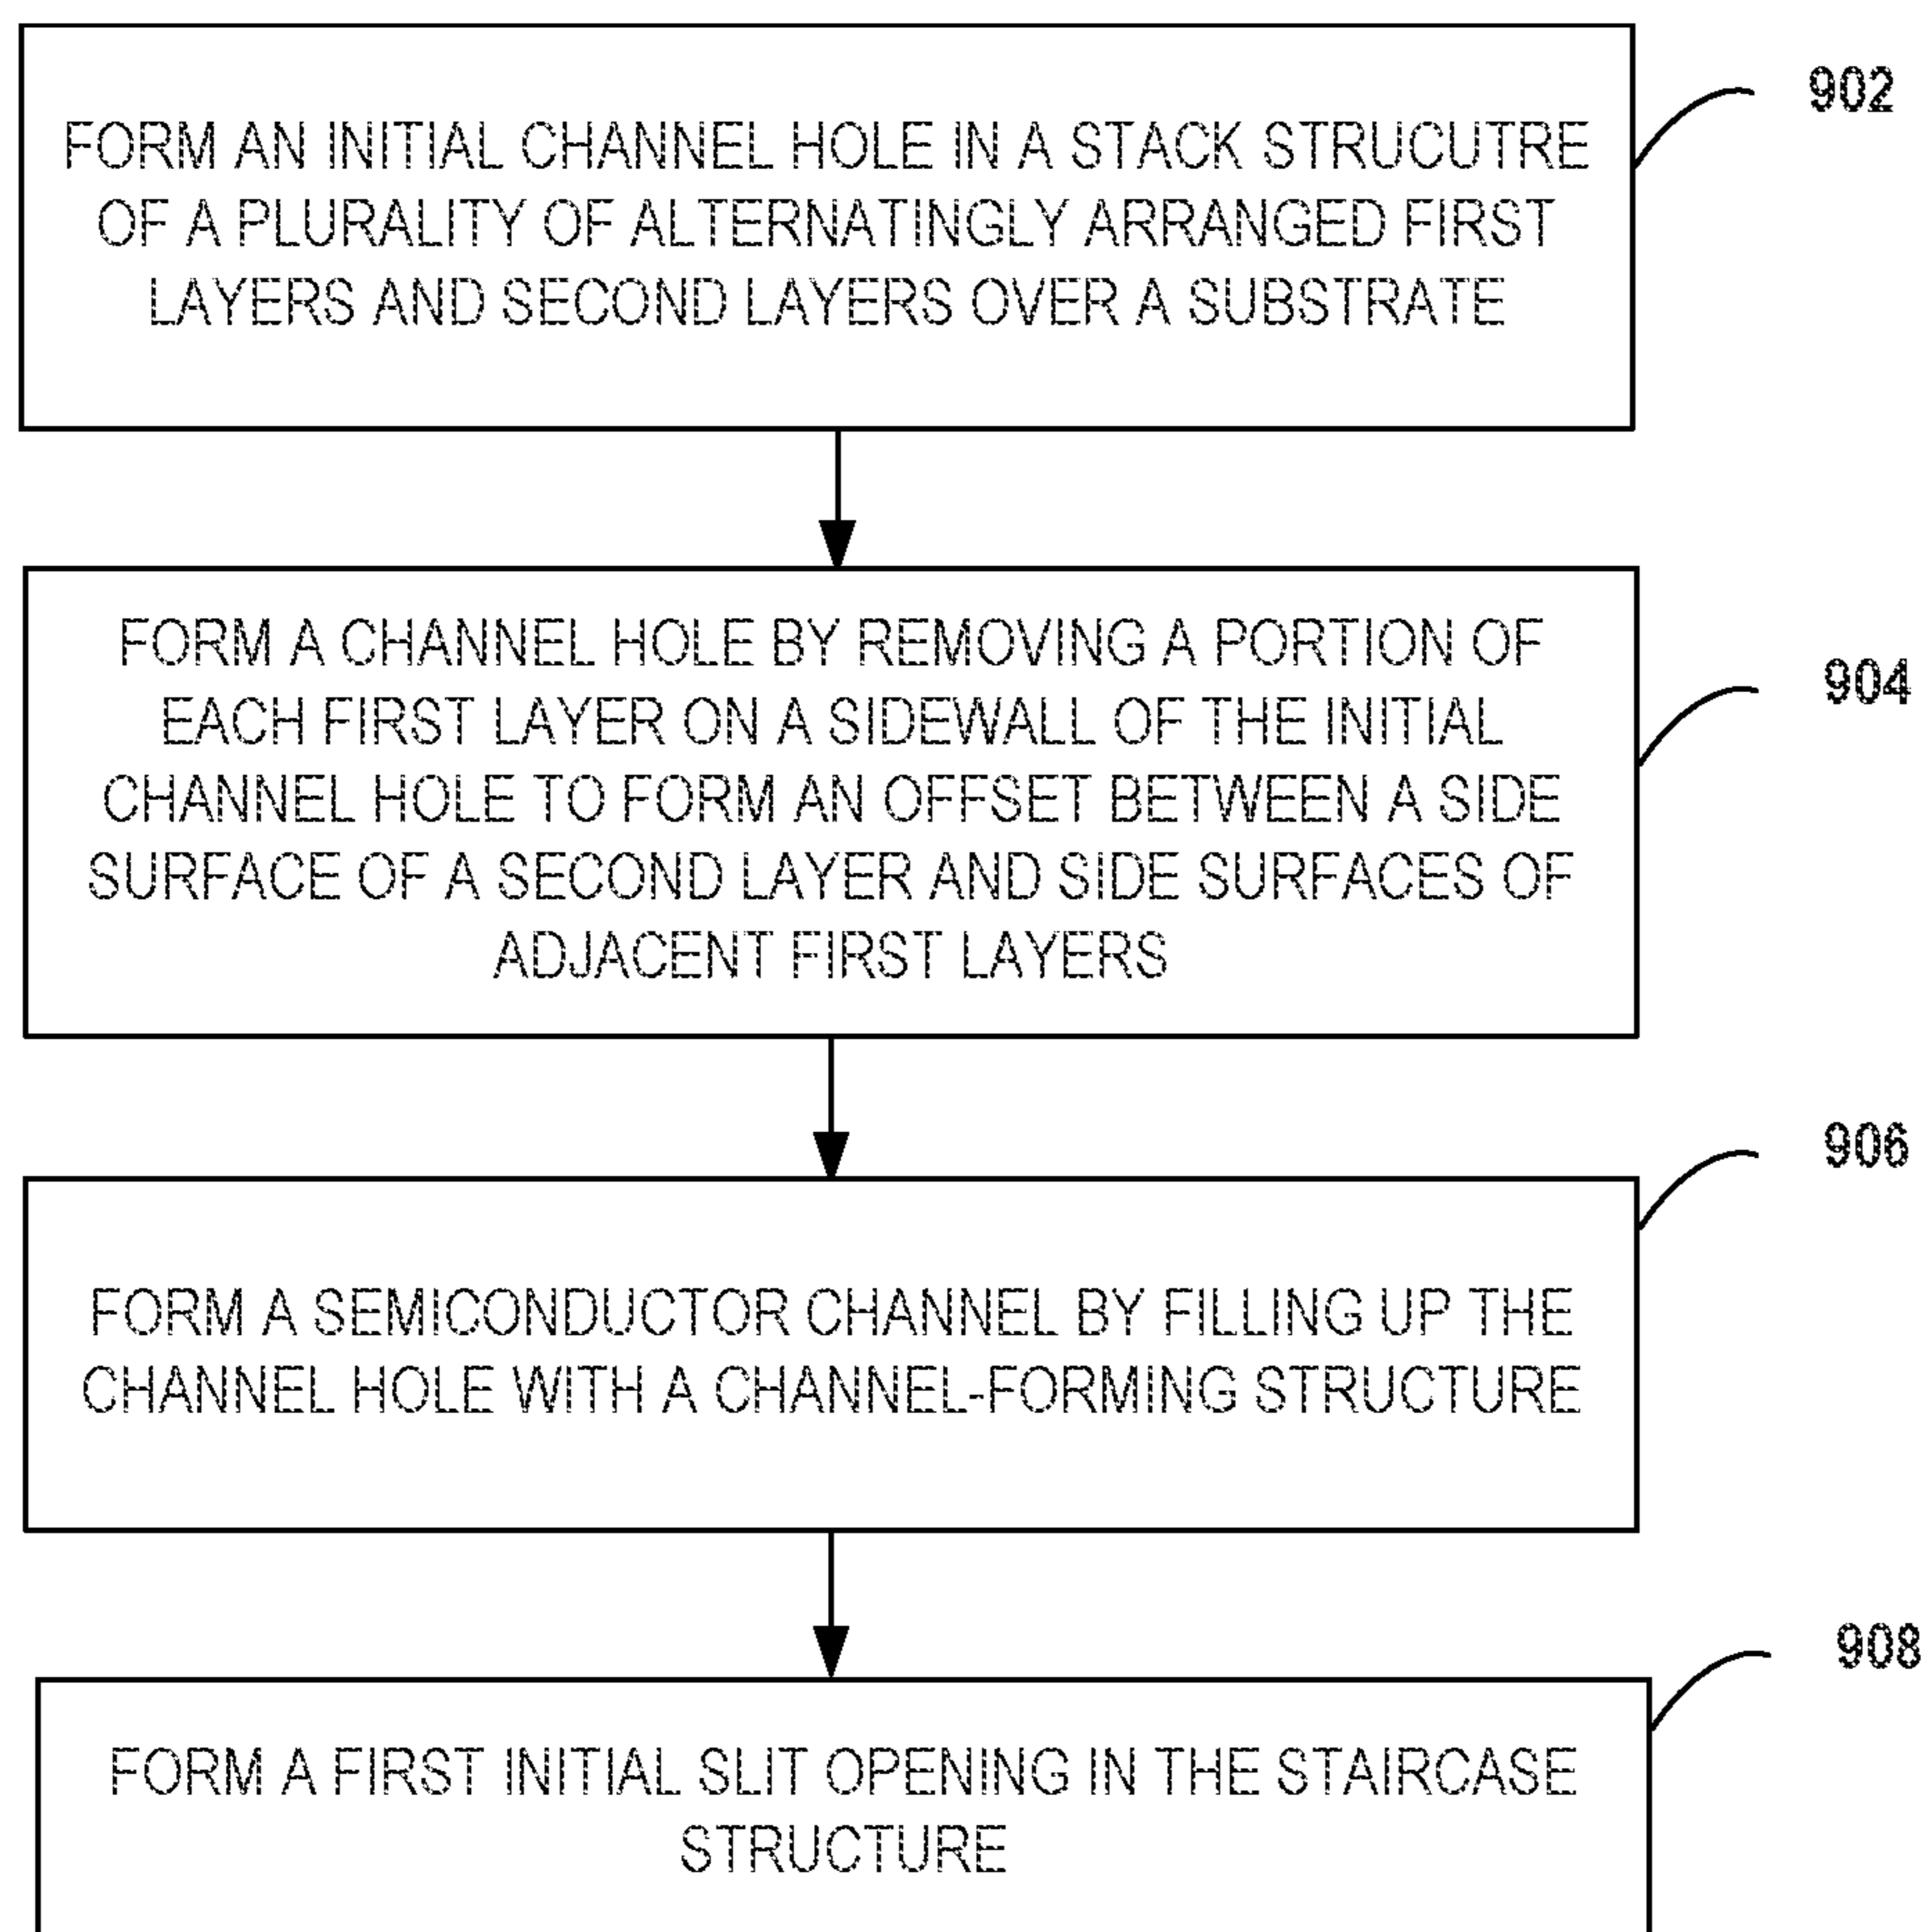 FORM AN INITIAL CHANNEL HOLE IN A STACK STRUCUTRE
OF A PLURALITY OF ALTERNATINGLY ARRANGED FIRST
LAYERS AND SECOND LAYERS OVER A SUBSTRATE
902
FORM A CHANNEL HOLE BY REMOVING A PORTION OF
EACH FIRST LAYER ON A SIDEWALL OF THE INITIAL
CHANNEL HOLE TO FORM AN OFFSET BETWEEN A SIDE
SURFACE OF A SECOND LAYER AND SIDE SURFACES OF
ADJACENT FIRST LAYERS
904
FORM A SEMICONDUCTOR CHANNEL BY FILLING UP THE
CHANNEL HOLE WITH A CHANNEL-FORMING STRUCTURE
906
FORM A FIRST INITIAL SLIT OPENING IN THE STAIRCASE
STRUCTURE
908